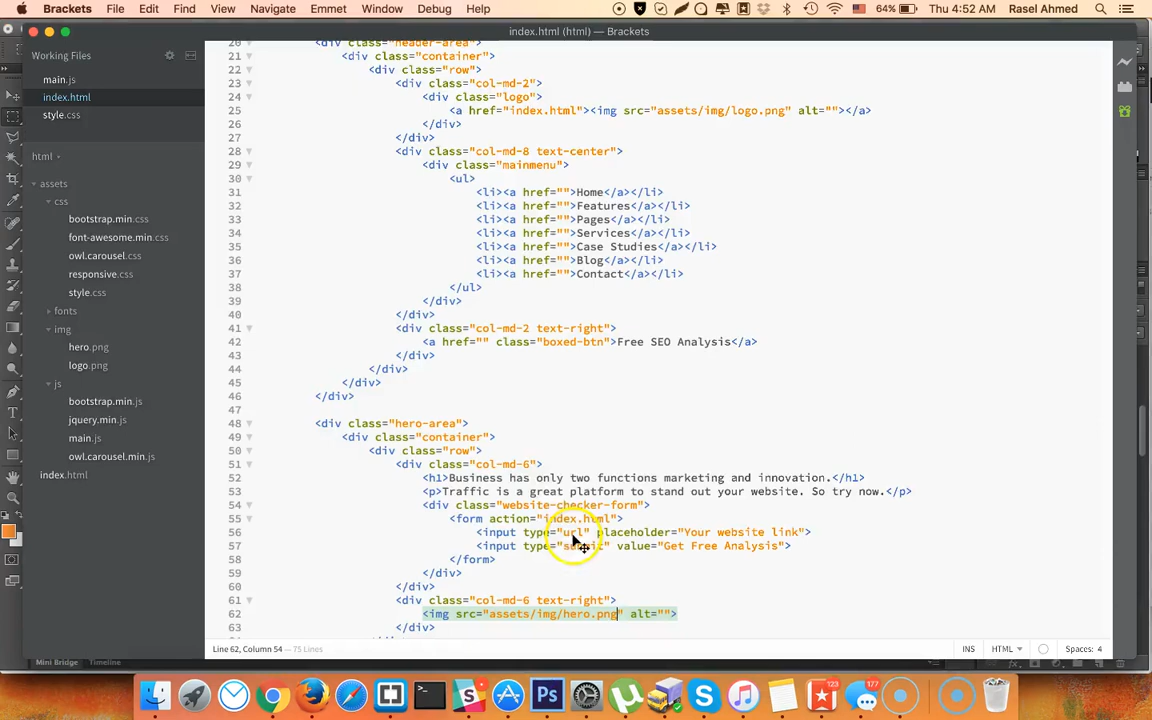 Brackets File Edit Find View Navigate Emmet Window Debug Help 64% Thu 4:52 AM Rasel Ahmed
index.html (html) — Brackets
Working Files
main.js
index.html
style.css
html
assets
css
bootstrap.min.css
font-awesome.min.css
owl.carousel.css
responsive.css
style.css
fonts
img
hero.png
logo.png
js
bootstrap.min.js
jquery.min.js
main.js
owl.carousel.min.js
index.html
20 <div class="header-area">
21 <div class="container">
22 <div class="row">
23 <div class="col-md-2">
24 <div class="logo">
25 <a href="index.html"><img src="assets/img/logo.png" alt=""></a>
26 </div>
27 </div>
28 <div class="col-md-8 text-center">
29 <div class="mainmenu">
30 <ul>
31 <li><a href="">Home</a></li>
32 <li><a href="">Features</a></li>
33 <li><a href="">Pages</a></li>
34 <li><a href="">Services</a></li>
35 <li><a href="">Case Studies</a></li>
36 <li><a href="">Blog</a></li>
37 <li><a href="">Contact</a></li>
38 </ul>
39 </div>
40 </div>
41 <div class="col-md-2 text-right">
42 <a href="" class="boxed-btn">Free SEO Analysis</a>
43 </div>
44 </div>
45 </div>
46 </div>
47
48 <div class="hero-area">
49 <div class="container">
50 <div class="row">
51 <div class="col-md-6">
52 <h1>Business has only two functions marketing and innovation.</h1>
53 <p>Traffic is a great platform to stand out your website. So try now.</p>
54 <div class="website-checker-form">
55 <form action="index.html">
56 <input type="url" placeholder="Your website link">
57 <input type="submit" value="Get Free Analysis">
58 </form>
59 </div>
60 </div>
61 <div class="col-md-6 text-right">
62 <img src="assets/img/hero.png" alt="">
63 </div>
Line 62, Column 54 — 75 Lines INS HTML Spaces: 4
Mini Bridge Timeline
Ps 123 177